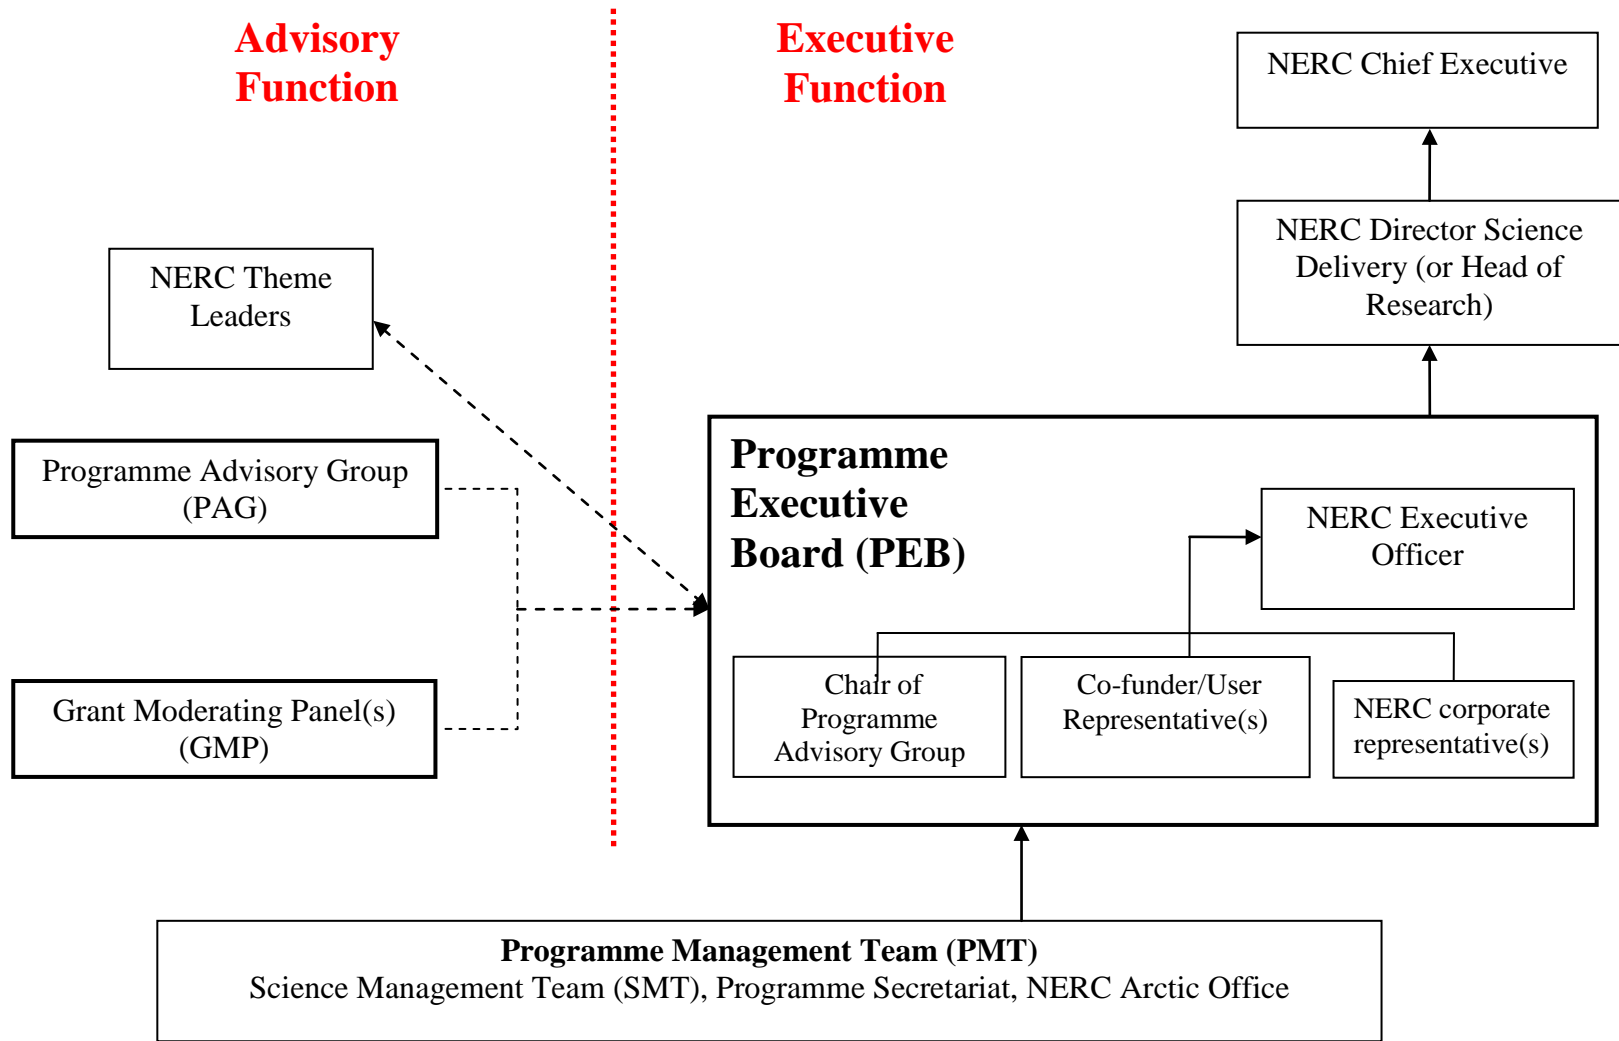 Advisory
Function
Executive
Function
NERC Chief Executive
NERC Director Science
Delivery (or Head of
Research)
NERC Theme
Leaders
Programme Advisory Group
(PAG)
Grant Moderating Panel(s)
(GMP)
Programme
Executive
Board (PEB)
NERC Executive
Officer
Chair of
Programme
Advisory Group
Co-funder/User
Representative(s)
NERC corporate
representative(s)
Programme Management Team (PMT)
Science Management Team (SMT), Programme Secretariat, NERC Arctic Office